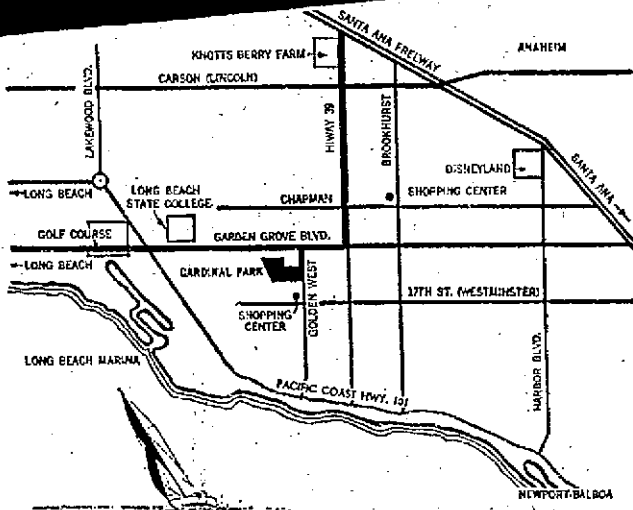 SANTA ANA FREEWAY
KNOTTS BERRY FARM
ANAHEIM
CARSON (LINCOLN)
LAKEWOOD BLVD.
HIWAY 39
BROOKHURST
DISNEYLAND
SANTA ANA
LONG BEACH
LONG BEACH
STATE COLLEGE
CHAPMAN
SHOPPING CENTER
GOLF COURSE
GARDEN GROVE BLVD.
LONG BEACH
CARDINAL PARK
GOLDEN WEST
17TH ST. (WESTMINSTER)
SHOPPING
CENTER
HARBOR BLVD.
LONG BEACH MARINA
PACIFIC COAST HWY. 101
NEWPORT-BALBOA